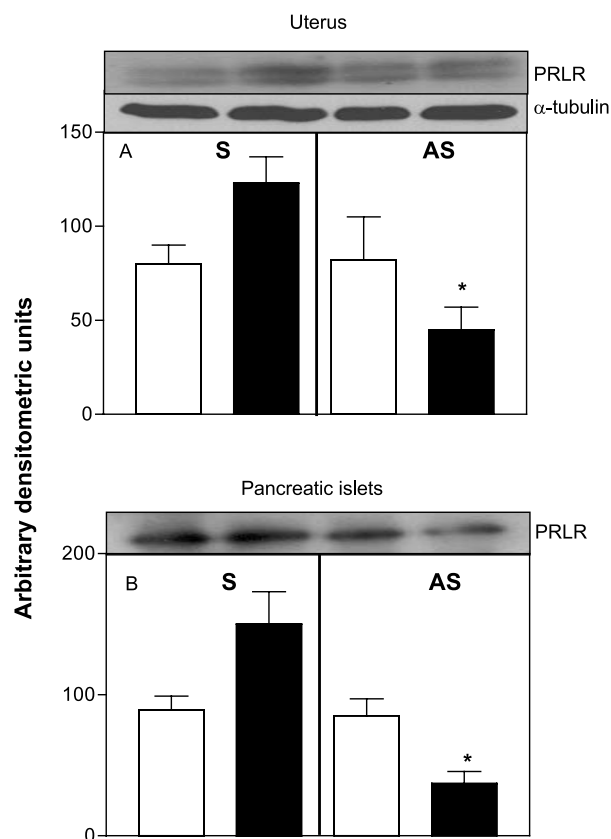 Uterus
PRLR
α-tubulin
150
A
S
AS
100
*
50
0
Arbitrary densitometric units
Pancreatic islets
PRLR
200
B
S
AS
100
*
0